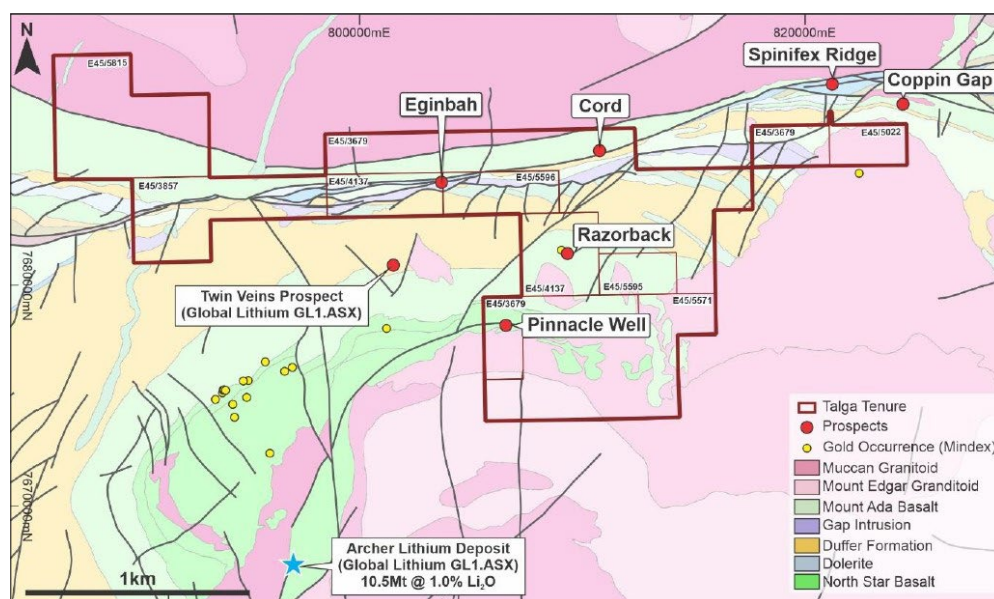 N
800000mE
820000mE
Spinifex Ridge
Coppin Gap
E45/5815
Eginbah
Cord
E45/3679
E45/3679
E45/5022
E45/3857
E45/4137
E45/5596
Razorback
7680000mN
Twin Veins Prospect
(Global Lithium GL1.ASX)
E45/4137
E45/5595
E45/3679
E45/5571
Pinnacle Well
Talga Tenure
Prospects
Gold Occurrence (Mindex)
Muccan Granitoid
Mount Edgar Granditoid
Mount Ada Basalt
Gap Intrusion
Duffer Formation
Dolerite
North Star Basalt
7670000mN
Archer Lithium Deposit
(Global Lithium GL1.ASX)
10.5Mt @ 1.0% Li₂O
1km